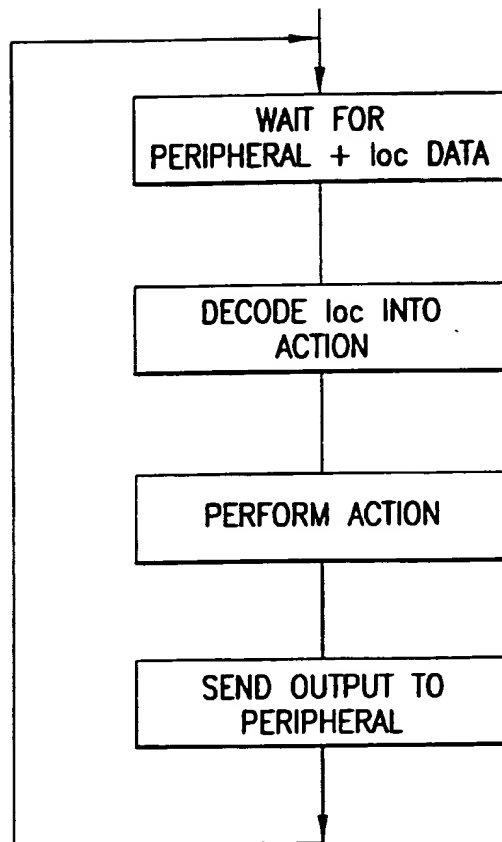 WAIT FOR
PERIPHERAL + loc DATA
DECODE loc INTO
ACTION
PERFORM ACTION
SEND OUTPUT TO
PERIPHERAL